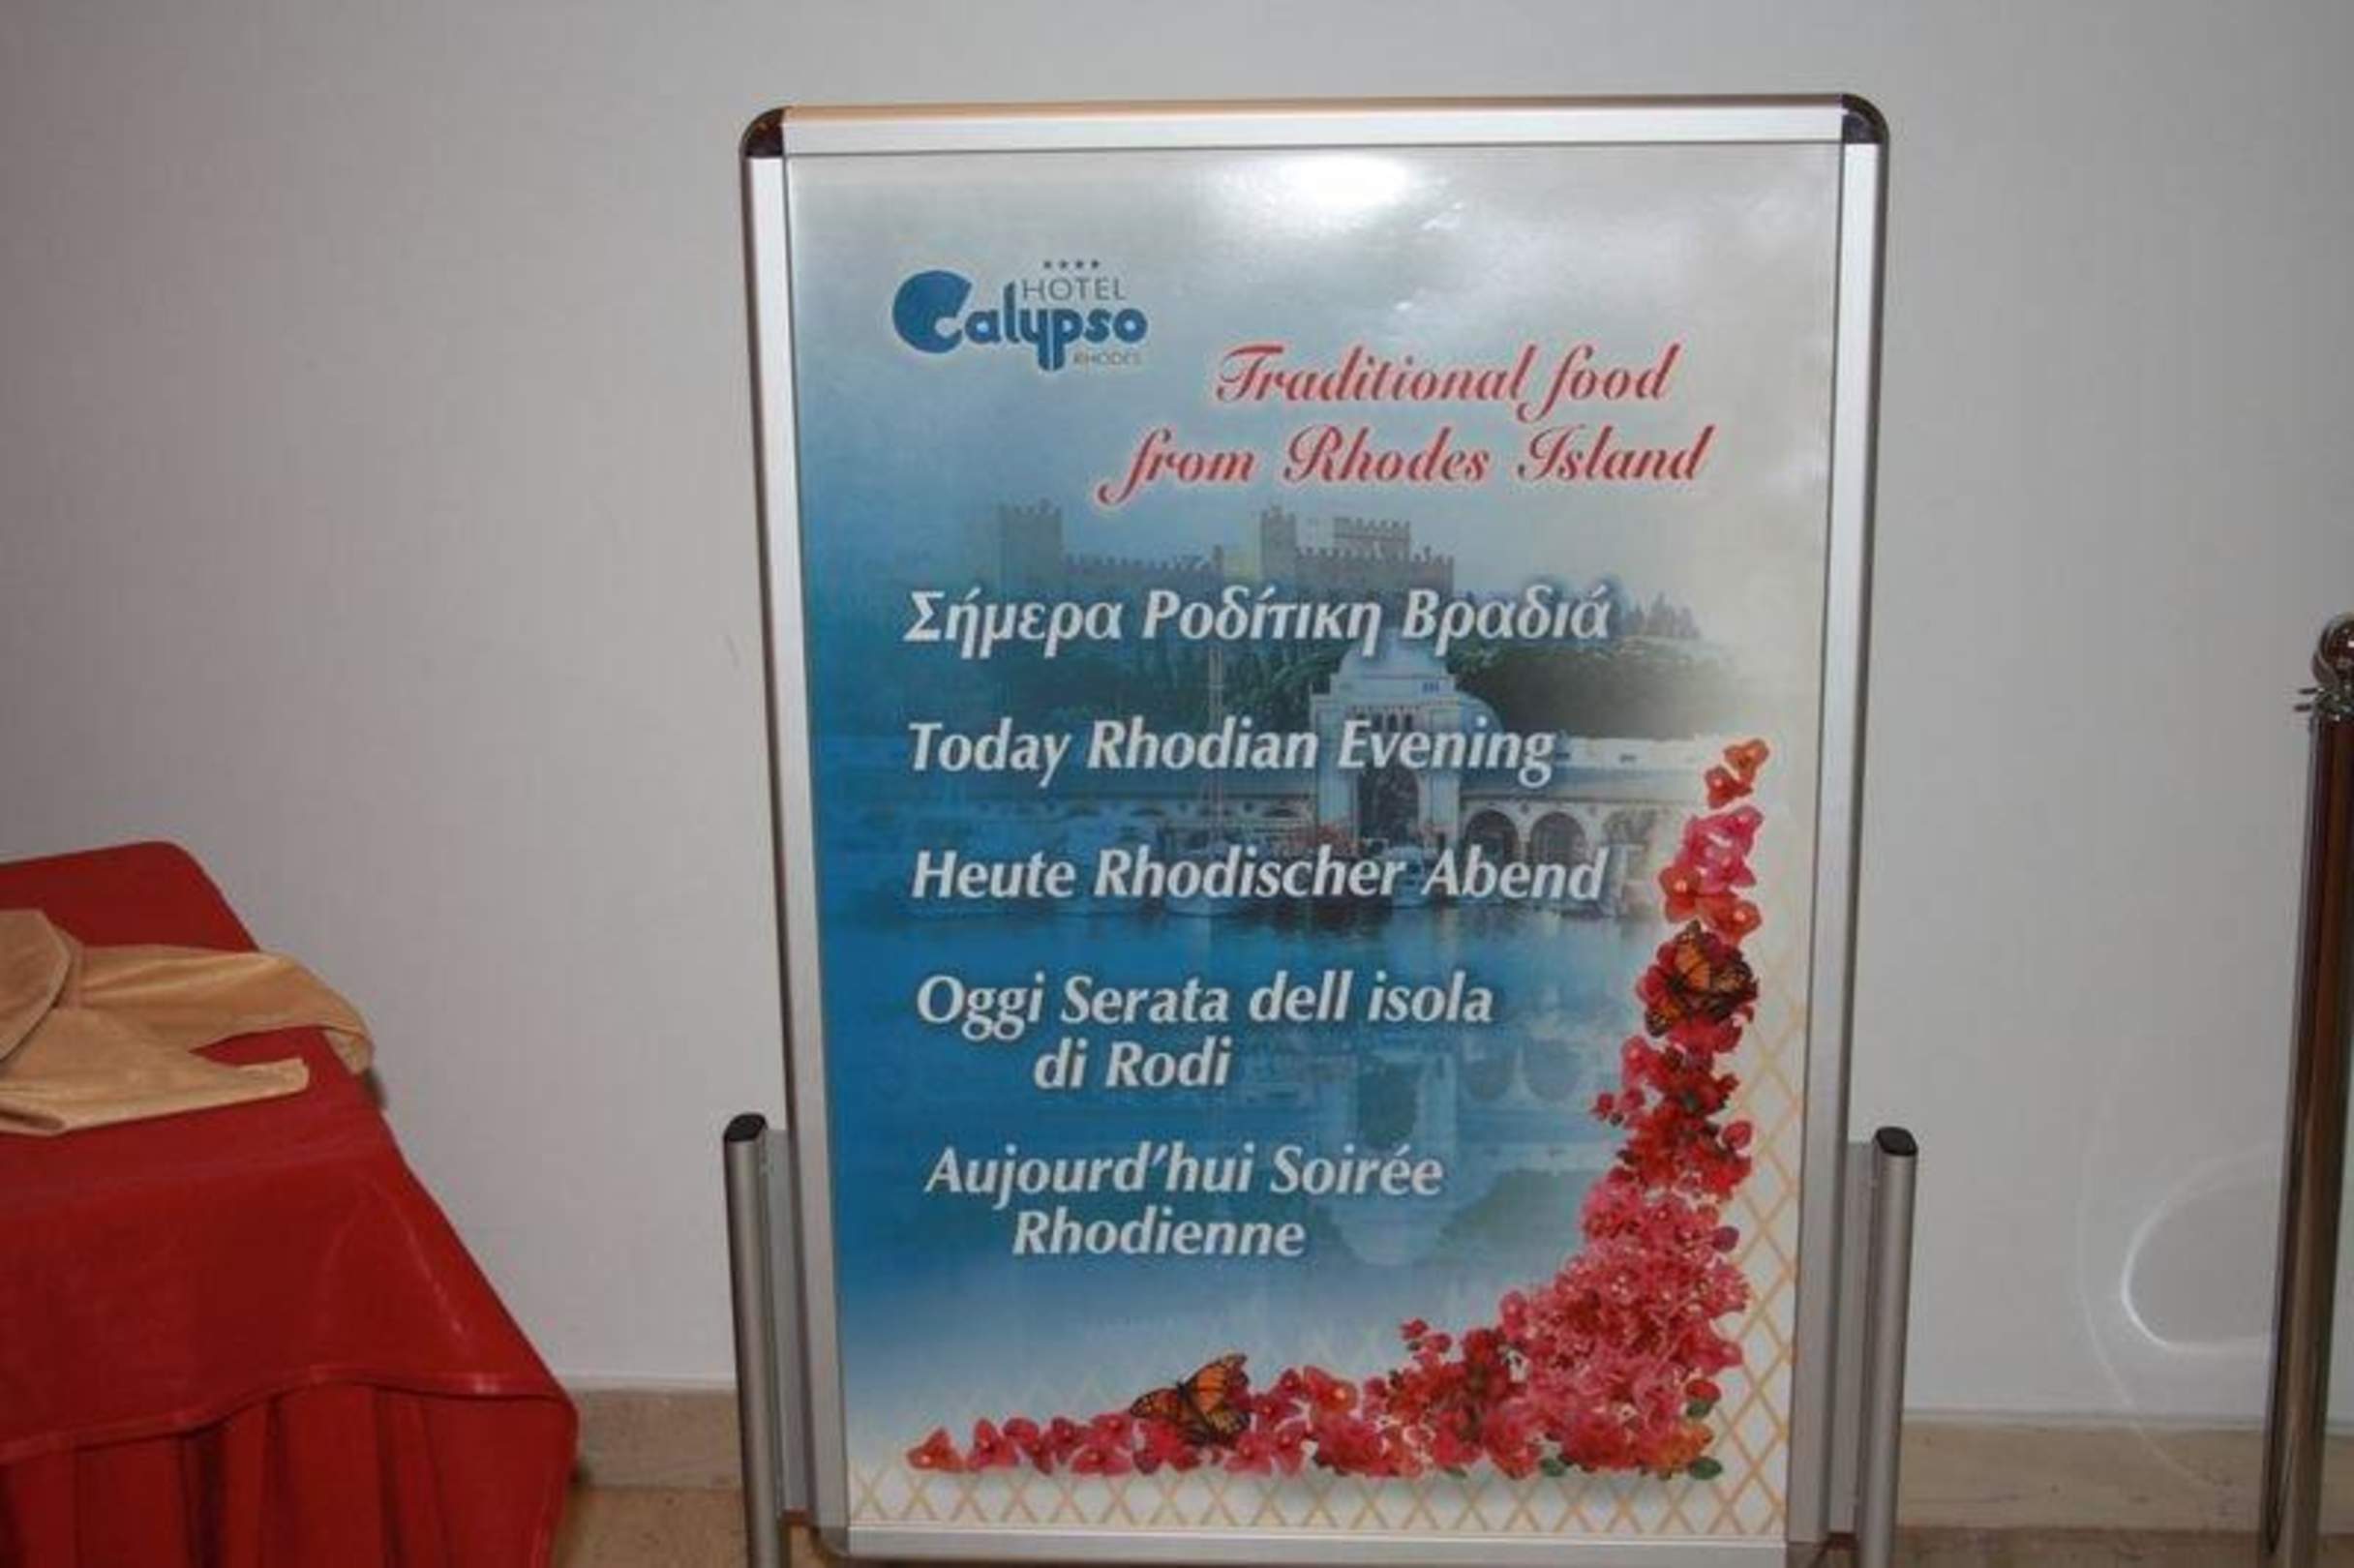 HOTEL
Calypso
RHODES
Traditional food
from Rhodes Island
Σήμερα Ροδίτικη Βραδιά
Today Rhodian Evening
Heute Rhodischer Abend
Oggi Serata dell isola
di Rodi
Aujourd'hui Soirée
Rhodienne